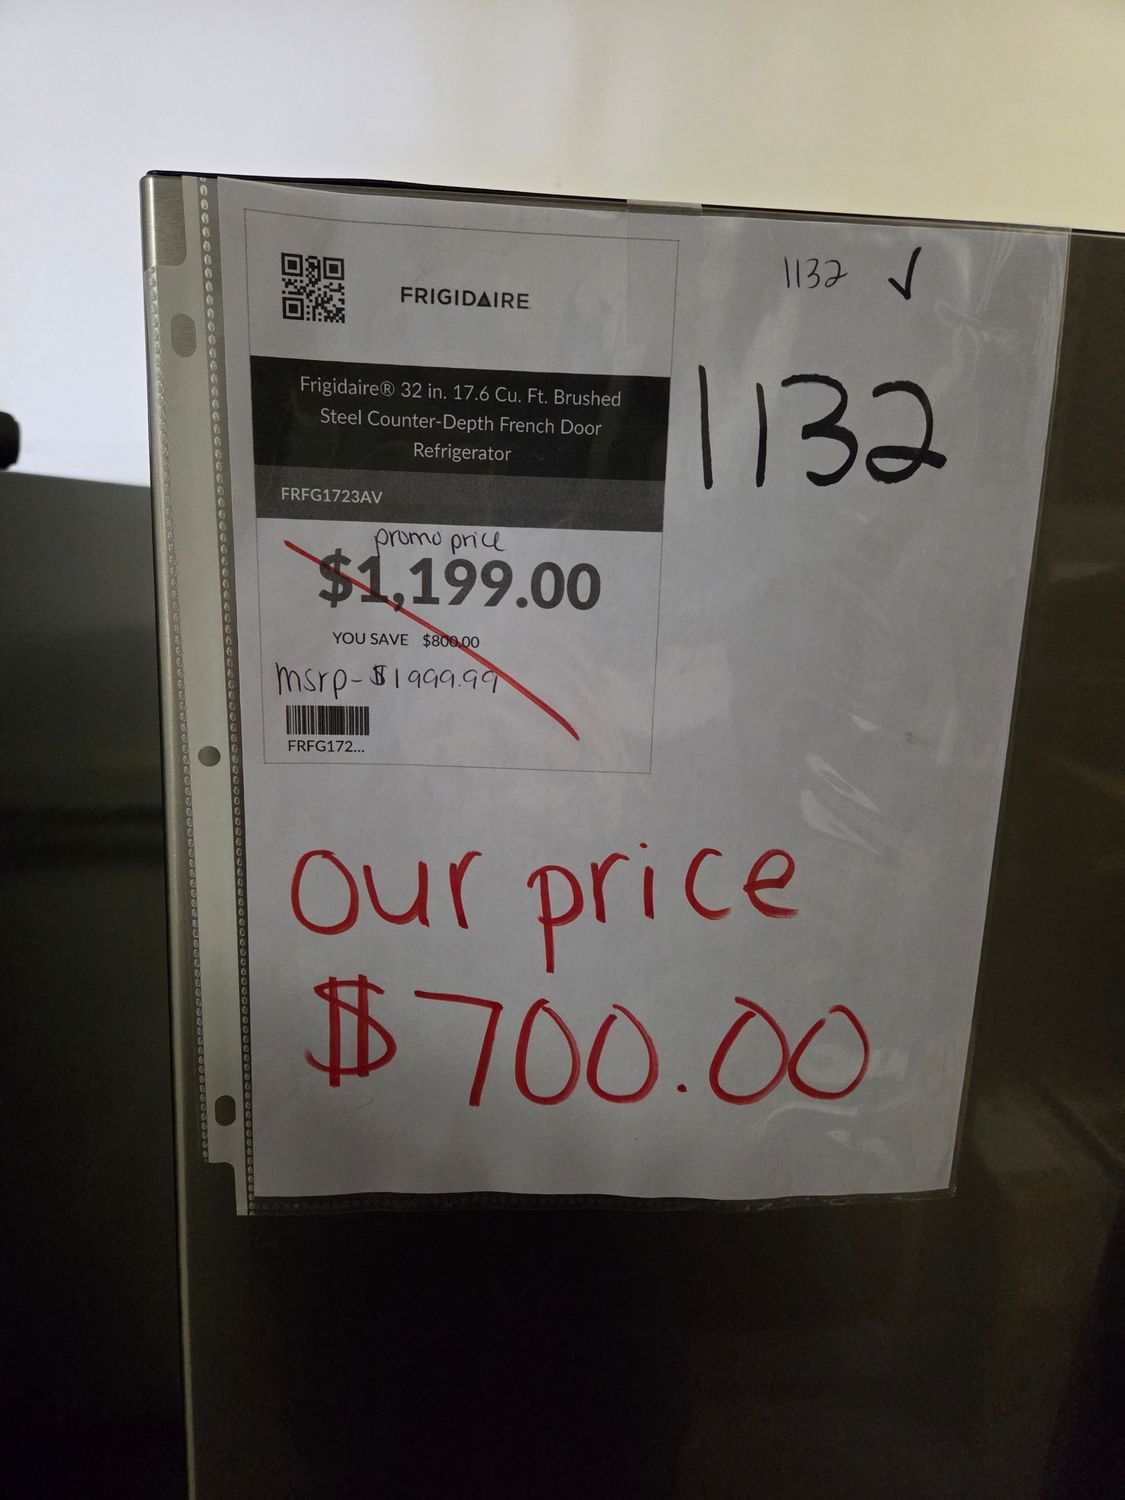 FRIGIDAIRE
1132 ✓
Frigidaire® 32 in. 17.6 Cu. Ft. Brushed
Steel Counter-Depth French Door
Refrigerator
1132
FRFG1723AV
promo price
$1,199.00
YOU SAVE $800.00
msrp- $1999.99
FRFG172...
our price
$700.00